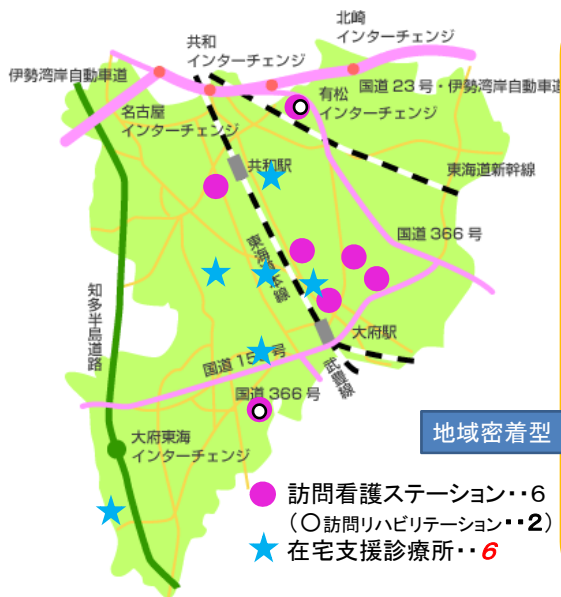 北崎
インターチェンジ
共和
インターチェンジ
伊勢湾岸自動車道
国道23号・伊勢湾岸自動車道
有松
インターチェンジ
名古屋
インターチェンジ
共和駅
東海道新幹線
国道366号
東海道本線
知多半島道路
大府駅
国道15 号
武豊線
国道366号
地域密着型
大府東海
インターチェンジ
訪問看護ステーション・・6
(○訪問リハビリテーション・・2)
在宅支援診療所・・6